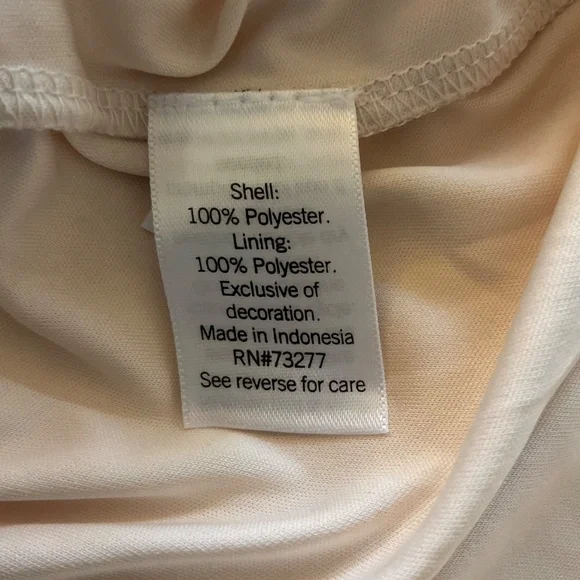 Shell:
100% Polyester.
Lining:
100% Polyester.
Exclusive of
decoration.
Made in Indonesia
RN#73277
See reverse for care